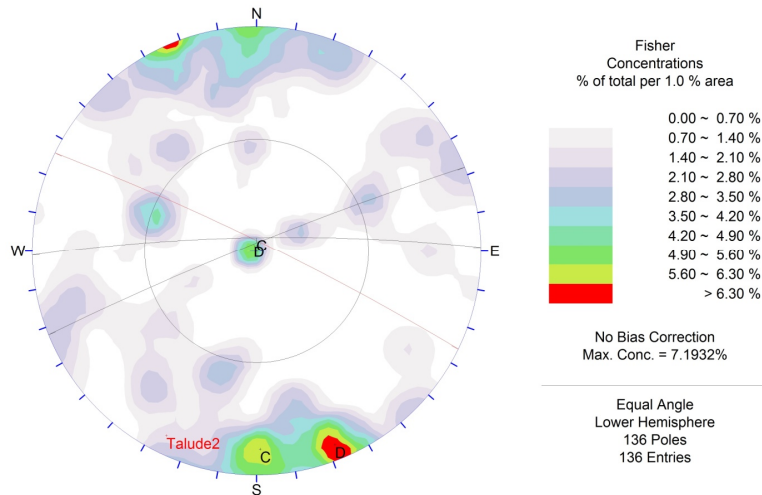 N
W
E
S
C
D
Talude2
C
D
Fisher
Concentrations
% of total per 1.0 % area
0.00 ~ 0.70 %
0.70 ~ 1.40 %
1.40 ~ 2.10 %
2.10 ~ 2.80 %
2.80 ~ 3.50 %
3.50 ~ 4.20 %
4.20 ~ 4.90 %
4.90 ~ 5.60 %
5.60 ~ 6.30 %
> 6.30 %
No Bias Correction
Max. Conc. = 7.1932%
Equal Angle
Lower Hemisphere
136 Poles
136 Entries